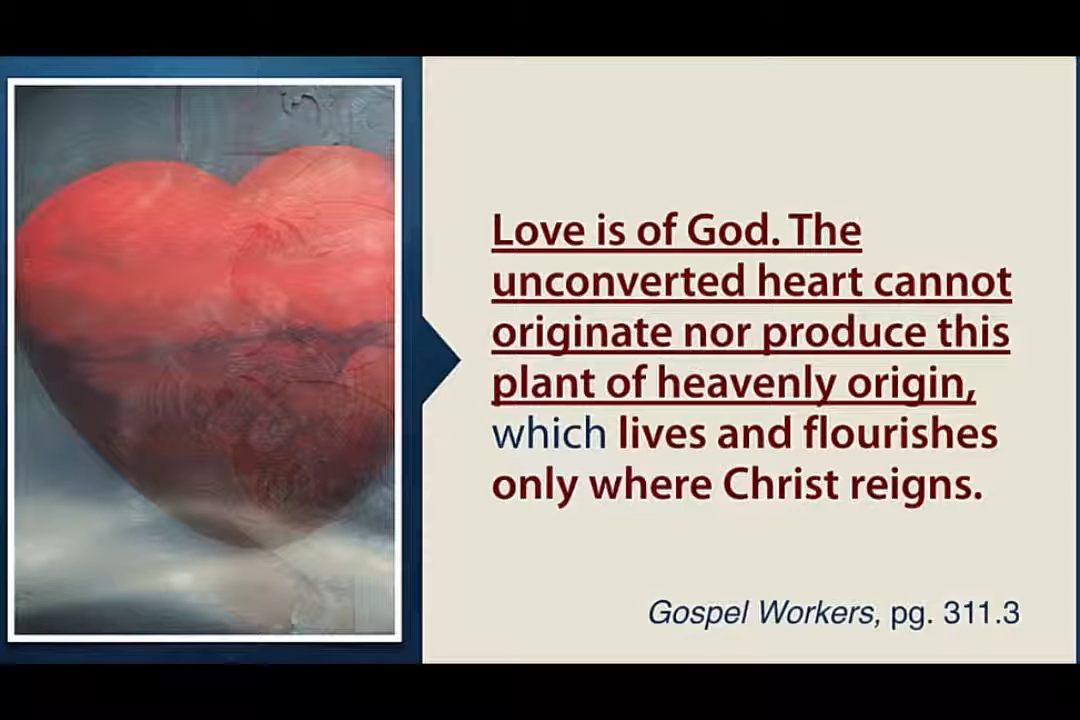 Love is of God. The
unconverted heart cannot
originate nor produce this
plant of heavenly origin,
which lives and flourishes
only where Christ reigns.
Gospel Workers, pg. 311.3